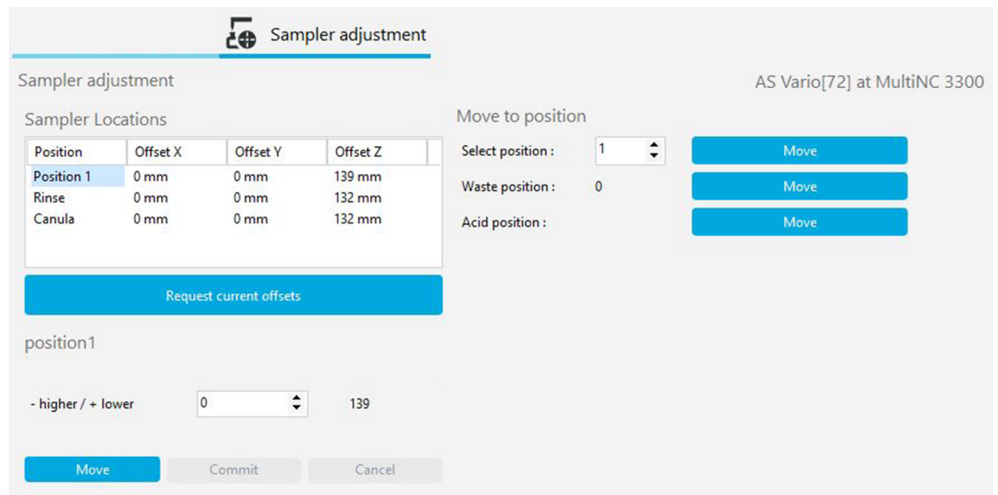 Sampler adjustment
Sampler adjustment
AS Vario[72] at MultiNC 3300
Sampler Locations
Position Offset X Offset Y Offset Z
Position 1 0 mm 0 mm 139 mm
Rinse 0 mm 0 mm 132 mm
Canula 0 mm 0 mm 132 mm
Request current offsets
position1
- higher / + lower 0 139
Move Commit Cancel
Move to position
Select position : 1 Move
Waste position : 0 Move
Acid position : Move